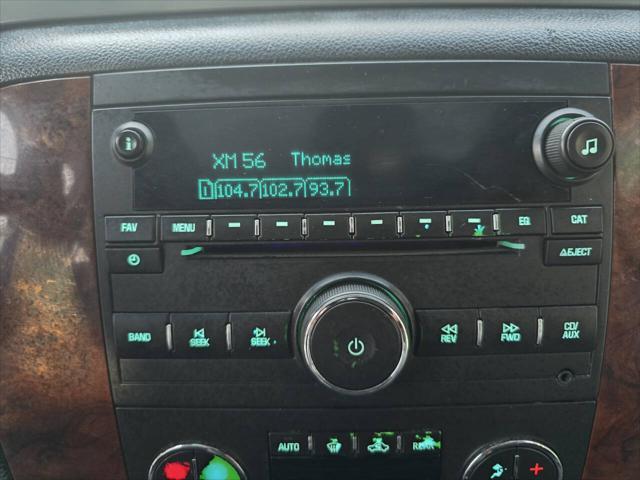 i
XM 56 Thomas
1 104.7 102.7 93.7
FAV MENU EQ CAT
EJECT
BAND SEEK SEEK REV FWD CD/AUX
AUTO REAR